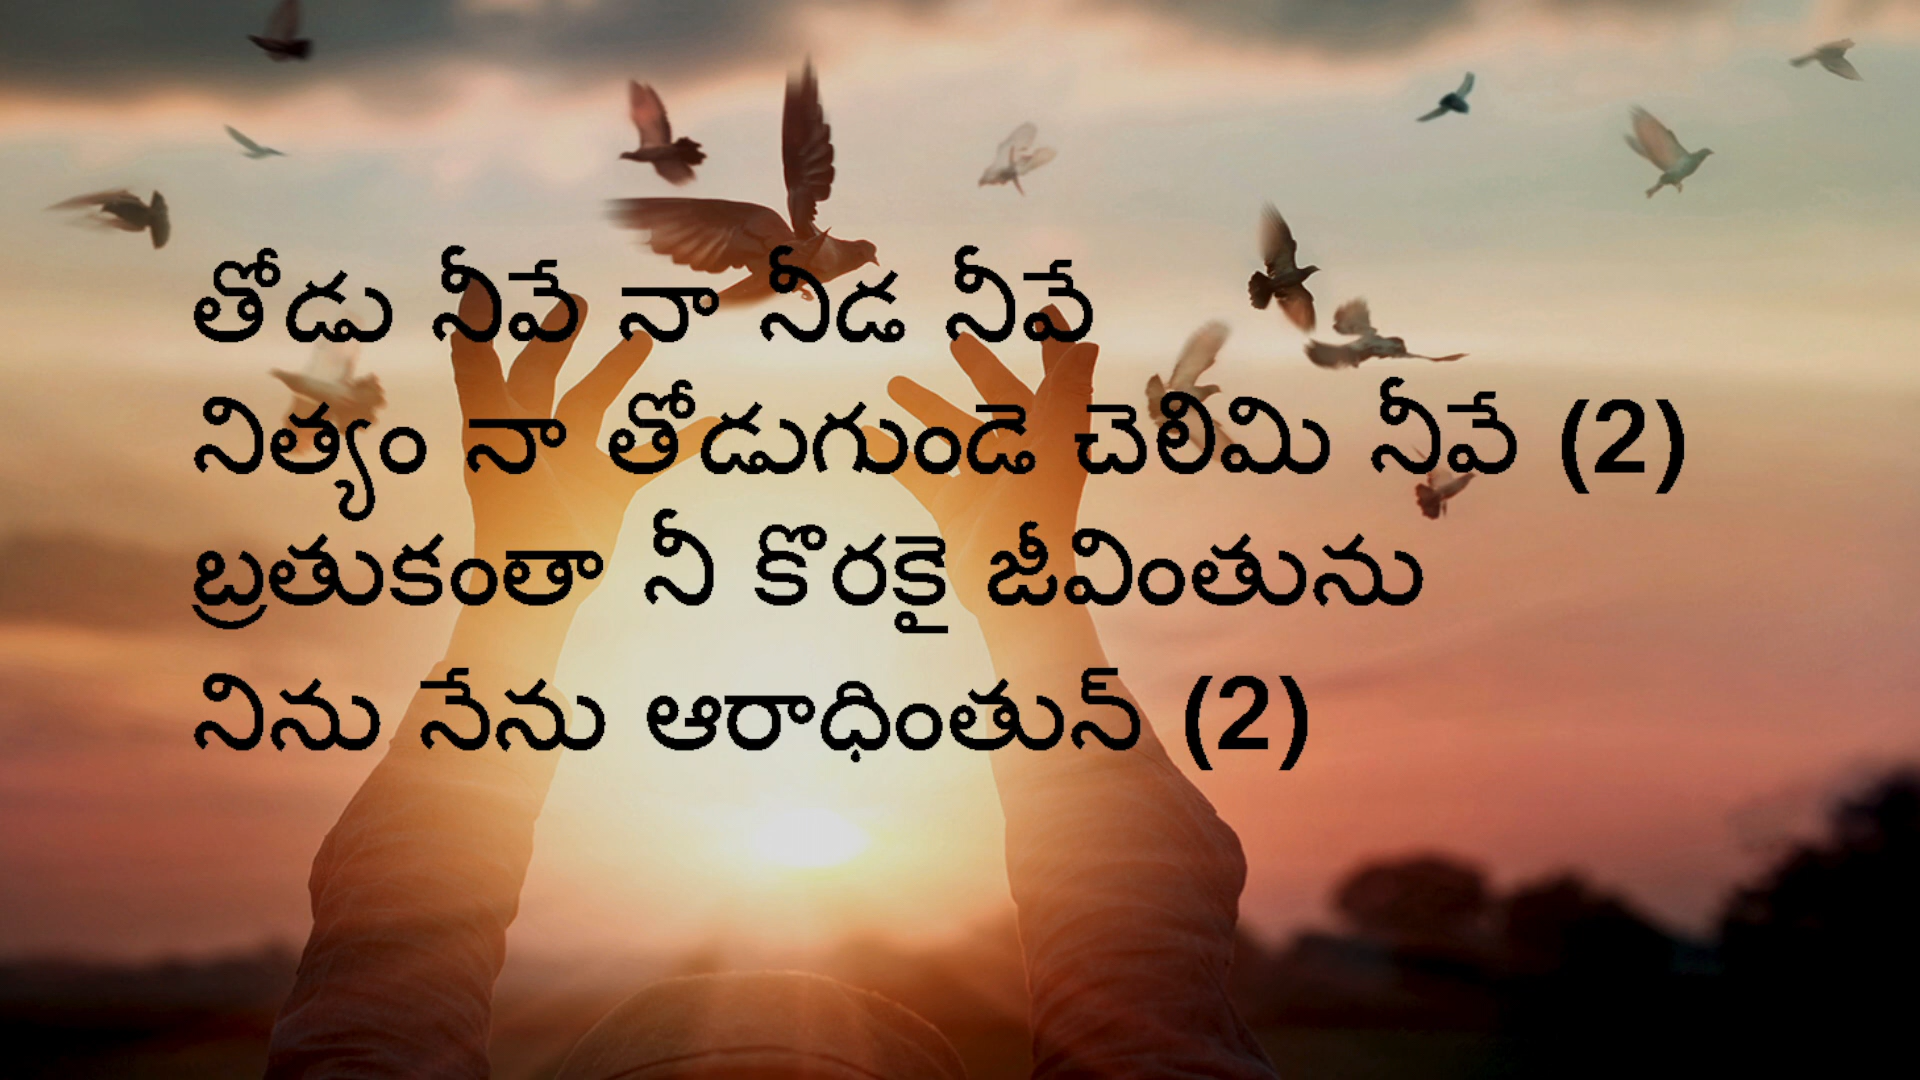 తోడు నీవే నా నీడ నీవే
నిత్యం నా తోడుగుండె చెలిమి నీవే (2)
బ్రతుకంతా నీ కొరకై జీవింతును
నిను నేను ఆరాధింతున్ (2)